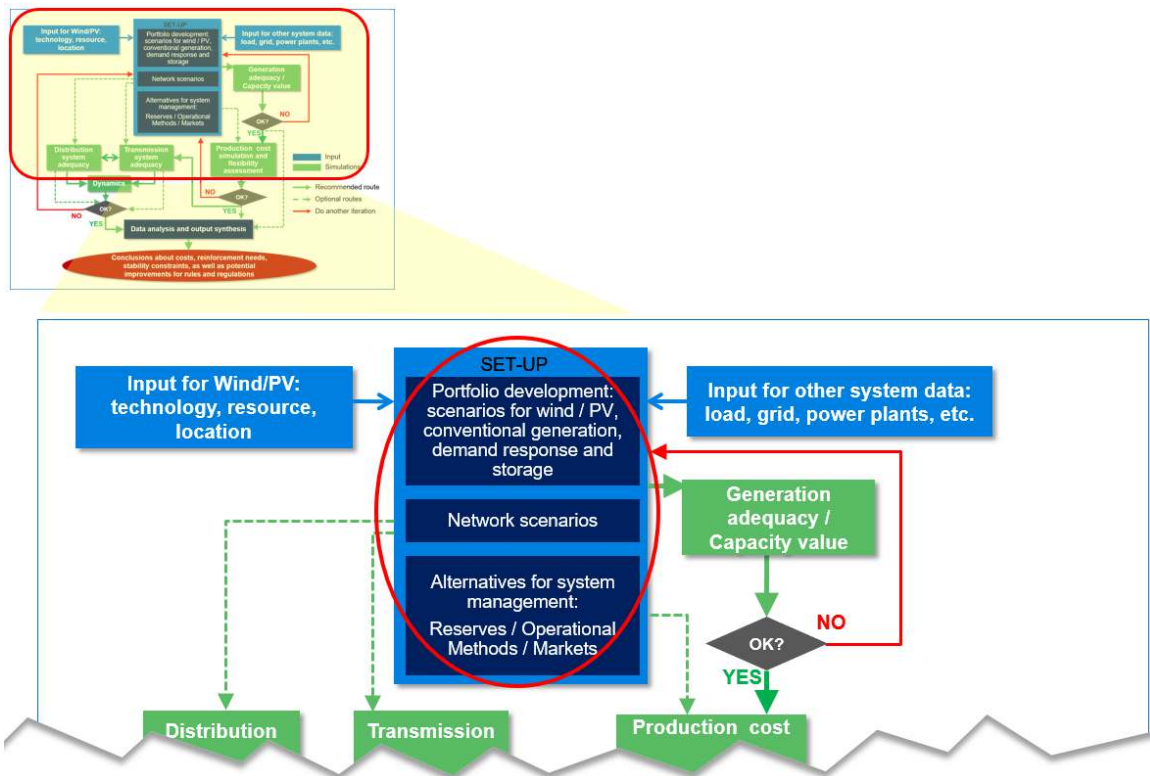 SET-UP
Input for Wind/PV:
technology, resource,
location
Portfolio development:
scenarios for wind / PV,
conventional generation,
demand response and
storage
Input for other system data:
load, grid, power plants, etc.
Network scenarios
Generation
adequacy /
Capacity value
Alternatives for system
management:
Reserves / Operational
Methods / Markets
NO
OK?
YES
Distribution
system
adequacy
Transmission
system adequacy
Production cost
simulation and
flexibility
assessment
Input
Simulations
Dynamics
Recommended route
Optional routes
Do another iteration
NO
OK?
NO
OK?
YES
YES
Data analysis and output synthesis
Conclusions about costs, reinforcement needs,
stability constraints, as well as potential
improvements for rules and regulations
SET-UP
Input for Wind/PV:
technology, resource,
location
Portfolio development:
scenarios for wind / PV,
conventional generation,
demand response and
storage
Input for other system data:
load, grid, power plants, etc.
Network scenarios
Generation
adequacy /
Capacity value
Alternatives for system
management:
Reserves / Operational
Methods / Markets
NO
OK?
YES
Distribution
Transmission
Production cost